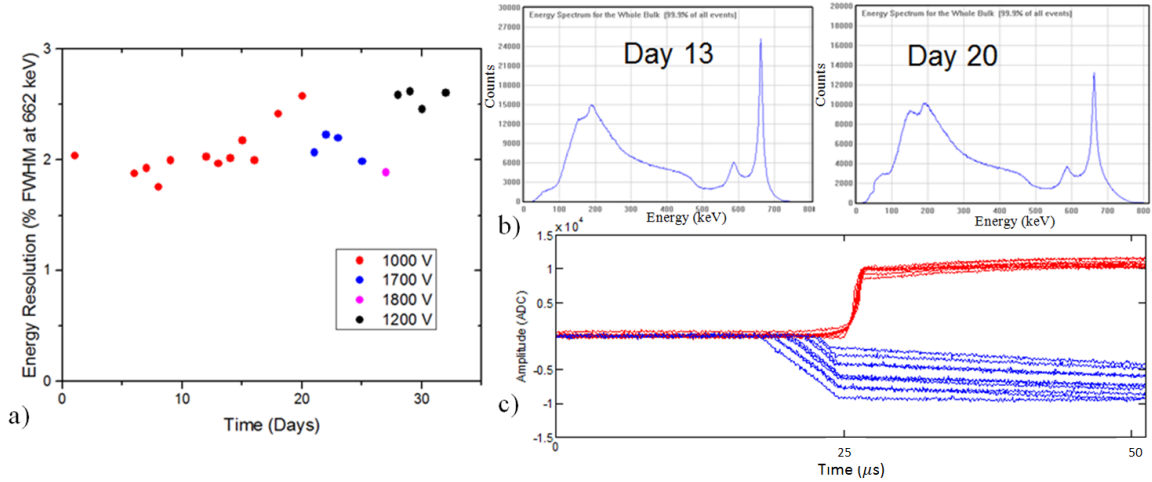 3
2
1
0
Energy Resolution (% FWHM at 662 keV)
0 10 20 30
Time (Days)
1000 V
1700 V
1800 V
1200 V
a)
Energy Spectrum for the Whole Bulk (99.9% of all events)
Day 13
Counts
30000
27000
24000
21000
18000
15000
12000
9000
6000
3000
0
0 100 200 300 400 500 600 700 800
Energy (keV)
Energy Spectrum for the Whole Bulk (99.9% of all events)
Day 20
Counts
20000
18000
16000
14000
12000
10000
8000
6000
4000
2000
0
0 100 200 300 400 500 600 700 800
Energy (keV)
b)
x 10⁴
1.5
1
0.5
0
-0.5
-1
-1.5
Amplitude (ADC)
0 25 50
Time (μs)
c)